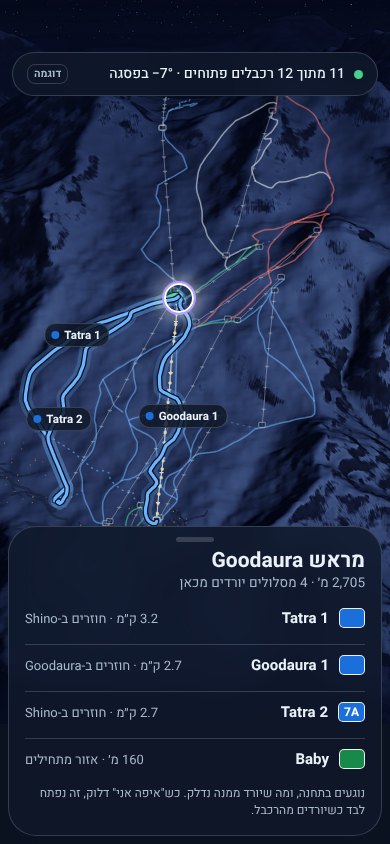 11 מתוך 12 רכבלים פתוחים · 7°− בפסגה
דוגמה
Tatra 1
Tatra 2
Goodaura 1
מראש Goodaura
2,705 מ׳ · 4 מסלולים יורדים מכאן
Tatra 1
3.2 ק״מ · חוזרים ב-Shino
Goodaura 1
2.7 ק״מ · חוזרים ב-Goodaura
7A
Tatra 2
2.7 ק״מ · חוזרים ב-Shino
Baby
160 מ׳ · אזור מתחילים
נוגעים בתחנה, ומה שיורד ממנה נדלק. כש"איפה אני" דלוק, זה נפתח
לבד כשיורדים מהרכבל.